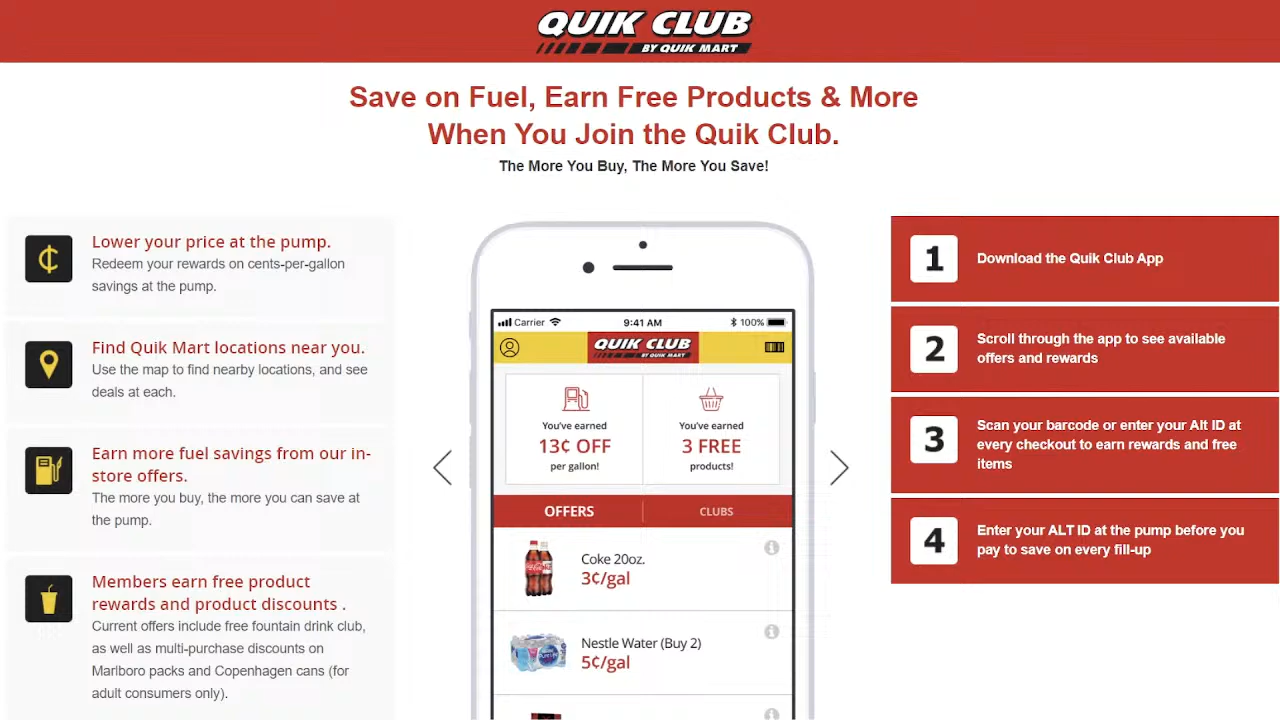 QUIK CLUB
BY QUIK MART
Save on Fuel, Earn Free Products & More
When You Join the Quik Club.
The More You Buy, The More You Save!
Lower your price at the pump.
Redeem your rewards on cents-per-gallon
savings at the pump.
Find Quik Mart locations near you.
Use the map to find nearby locations, and see
deals at each.
Earn more fuel savings from our in-
store offers.
The more you buy, the more you can save at
the pump.
Members earn free product
rewards and product discounts .
Current offers include free fountain drink club,
as well as multi-purchase discounts on
Marlboro packs and Copenhagen cans (for
adult consumers only).
Carrier 9:41 AM 100%
QUIK CLUB
BY QUIK MART
You've earned
13¢ OFF
per gallon!
You've earned
3 FREE
products!
OFFERS CLUBS
Coke 20oz.
3¢/gal
Nestle Water (Buy 2)
5¢/gal
1 Download the Quik Club App
2 Scroll through the app to see available
offers and rewards
3 Scan your barcode or enter your Alt ID at
every checkout to earn rewards and free
items
4 Enter your ALT ID at the pump before you
pay to save on every fill-up